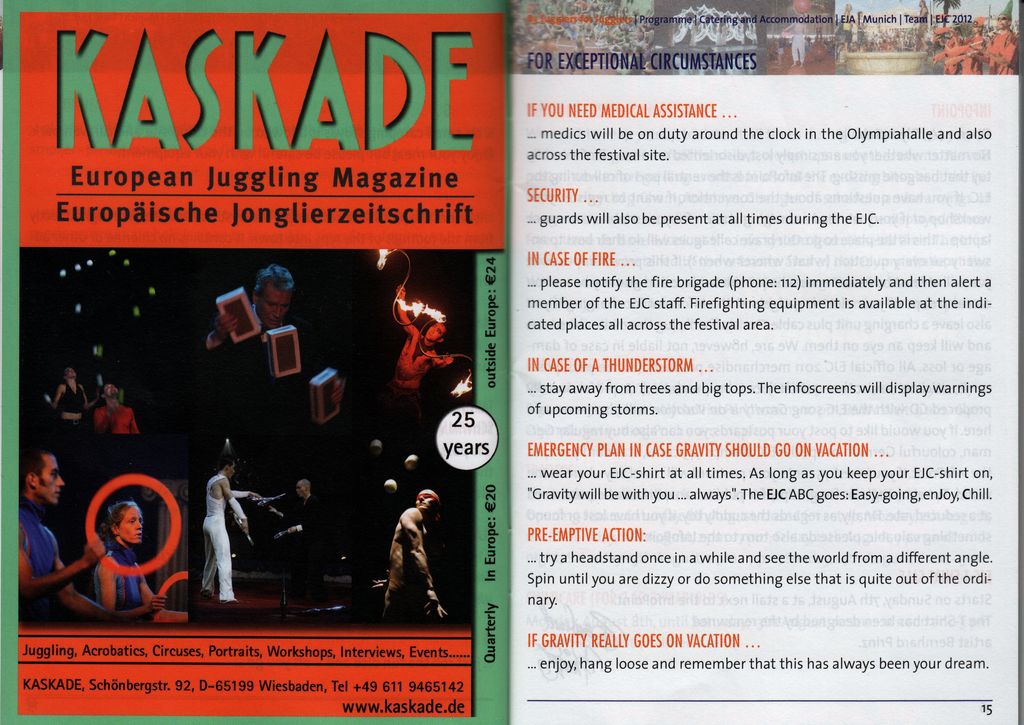 KASKADE
European Juggling Magazine
Europäische Jonglierzeitschrift
outside Europe: €24
25
years
In Europe: €20
Quarterly
Juggling, Acrobatics, Circuses, Portraits, Workshops, Interviews, Events......
KASKADE, Schönbergstr. 92, D-65199 Wiesbaden, Tel +49 611 9465142
www.kaskade.de
By Jugglers for Jugglers | Programme | Catering and Accommodation | EJA | Munich | Team | EJC 2012
FOR EXCEPTIONAL CIRCUMSTANCES
IF YOU NEED MEDICAL ASSISTANCE ...
... medics will be on duty around the clock in the Olympiahalle and also
across the festival site.
SECURITY ...
... guards will also be present at all times during the EJC.
IN CASE OF FIRE ...
... please notify the fire brigade (phone: 112) immediately and then alert a
member of the EJC staff. Firefighting equipment is available at the indi-
cated places all across the festival area.
IN CASE OF A THUNDERSTORM ...
... stay away from trees and big tops. The infoscreens will display warnings
of upcoming storms.
EMERGENCY PLAN IN CASE GRAVITY SHOULD GO ON VACATION ...
... wear your EJC-shirt at all times. As long as you keep your EJC-shirt on,
"Gravity will be with you ... always". The EJC ABC goes: Easy-going, enJoy, Chill.
PRE-EMPTIVE ACTION:
... try a headstand once in a while and see the world from a different angle.
Spin until you are dizzy or do something else that is quite out of the ordi-
nary.
IF GRAVITY REALLY GOES ON VACATION ...
... enjoy, hang loose and remember that this has always been your dream.
15